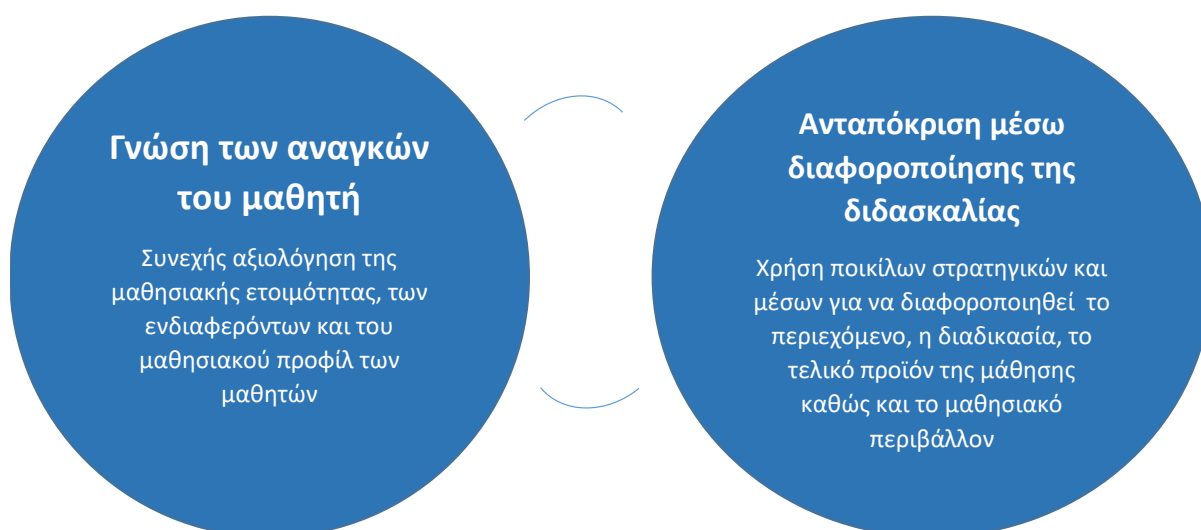 Γνώση των αναγκών
του μαθητή
Συνεχής αξιολόγηση της
μαθησιακής ετοιμότητας, των
ενδιαφερόντων και του
μαθησιακού προφίλ των
μαθητών
Ανταπόκριση μέσω
διαφοροποίησης της
διδασκαλίας
Χρήση ποικίλων στρατηγικών και
μέσων για να διαφοροποιηθεί το
περιεχόμενο, η διαδικασία, το
τελικό προϊόν της μάθησης
καθώς και το μαθησιακό
περιβάλλον